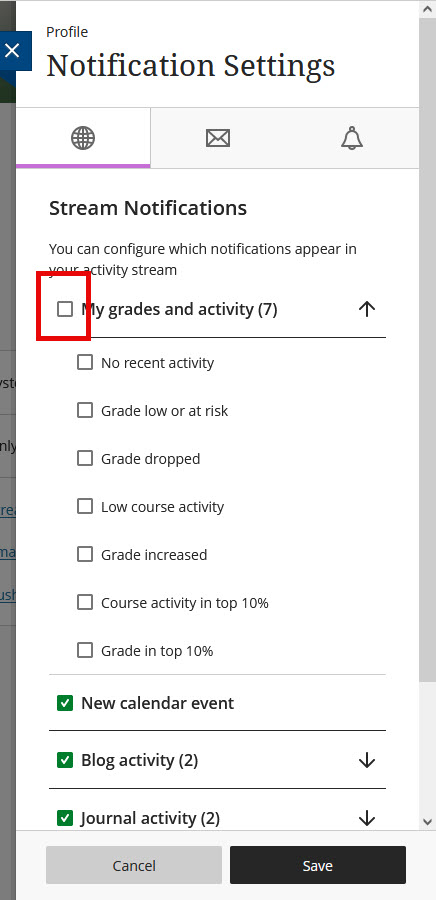 Profile
Notification Settings
Stream Notifications
You can configure which notifications appear in
your activity stream
My grades and activity (7)
No recent activity
Grade low or at risk
Grade dropped
Low course activity
Grade increased
Course activity in top 10%
Grade in top 10%
New calendar event
Blog activity (2)
Journal activity (2)
Cancel
Save